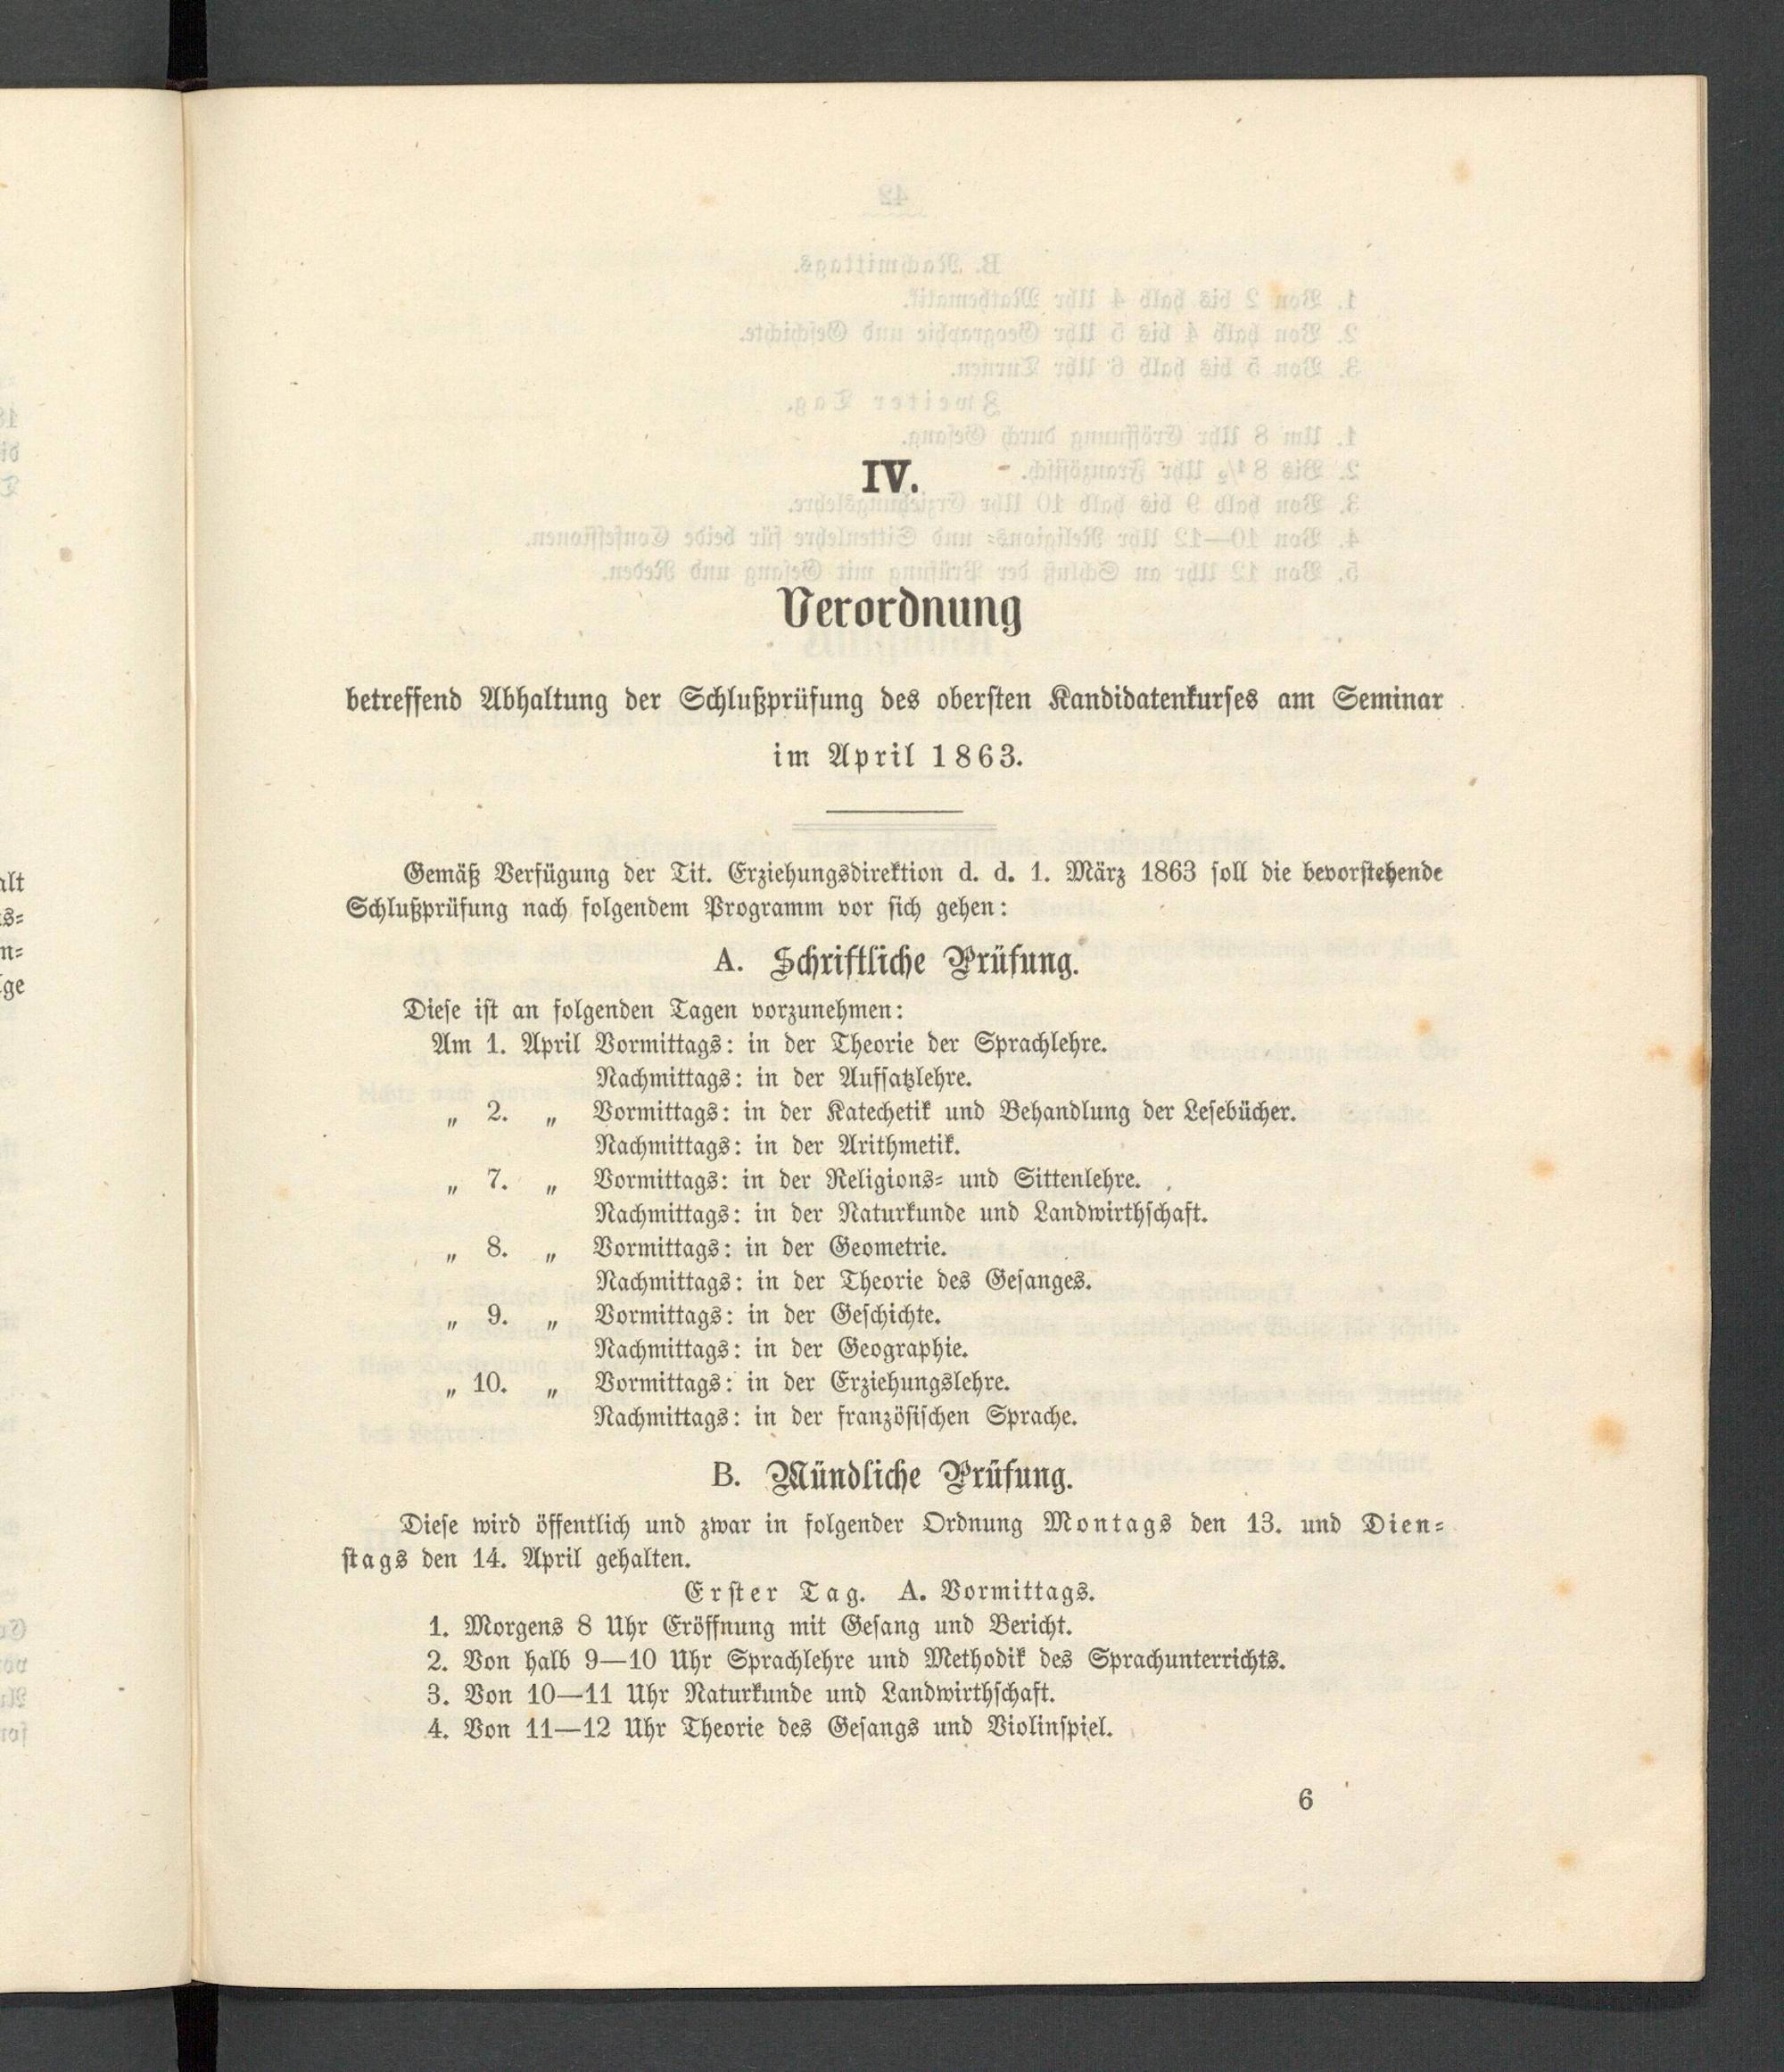 IV.
Verordnung
betreffend Abhaltung der Schlußprüfung des obersten Kandidatenkurses am Seminar
im April 1863.
Gemäß Verfügung der Tit. Erziehungsdirektion d. d. 1. März 1863 soll die bevorstehende
Schlußprüfung nach folgendem Programm vor sich gehen:
A. Schriftliche Prüfung.
Diese ist an folgenden Tagen vorzunehmen:
Am 1. April Vormittags: in der Theorie der Sprachlehre.
Nachmittags: in der Aufsatzlehre.
„ 2. „ Vormittags: in der Katechetik und Behandlung der Lesebücher.
Nachmittags: in der Arithmetik.
„ 7. „ Vormittags: in der Religions= und Sittenlehre.
Nachmittags: in der Naturkunde und Landwirthschaft.
„ 8. „ Vormittags: in der Geometrie.
Nachmittags: in der Theorie des Gesanges.
„ 9. „ Vormittags: in der Geschichte.
Nachmittags: in der Geographie.
„ 10. „ Vormittags: in der Erziehungslehre.
Nachmittags: in der französischen Sprache.
B. Mündliche Prüfung.
Diese wird öffentlich und zwar in folgender Ordnung Montags den 13. und Dien=
stags den 14. April gehalten.
Erster Tag. A. Vormittags.
1. Morgens 8 Uhr Eröffnung mit Gesang und Bericht.
2. Von halb 9—10 Uhr Sprachlehre und Methodik des Sprachunterrichts.
3. Von 10—11 Uhr Naturkunde und Landwirthschaft.
4. Von 11—12 Uhr Theorie des Gesangs und Violinspiel.
6